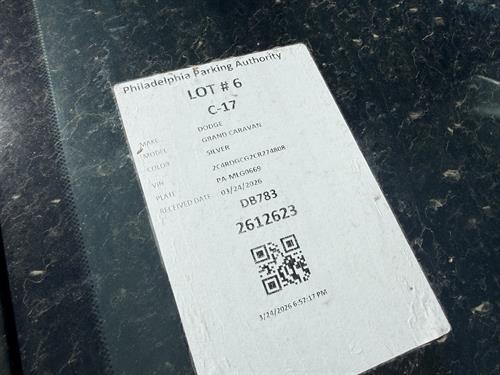 Philadelphia Parking Authority
LOT # 6
C-17
MAKE DODGE
MODEL GRAND CARAVAN
COLOR SILVER
VIN 2C4RDGCG2CR274808
PLATE PA-MLG0669
RECEIVED DATE 03/24/2026
DB783
2612623
3/24/2026 6:57:17 PM